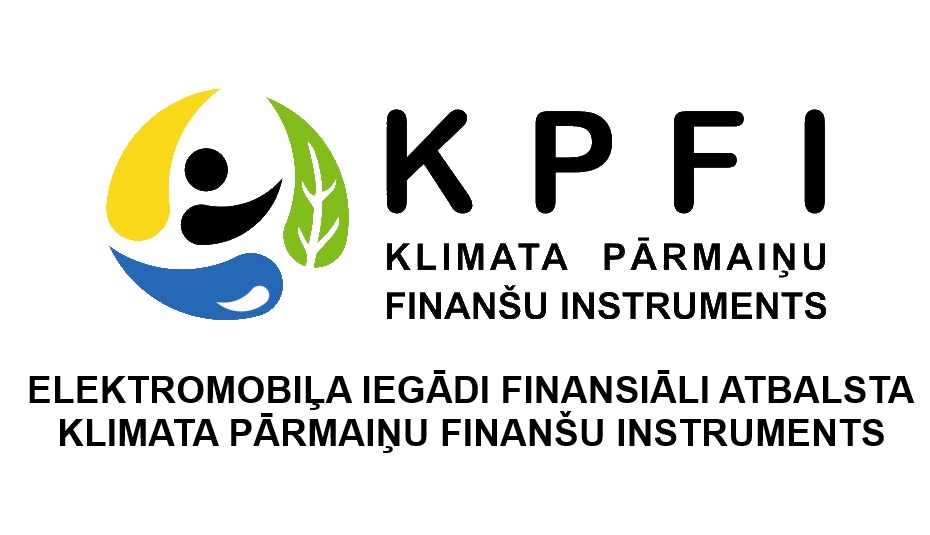 KPFI
KLIMATA PĀRMAIŅU
FINANŠU INSTRUMENTS
ELEKTROMOBIĻA IEGĀDI FINANSIĀLI ATBALSTA
KLIMATA PĀRMAIŅU FINANŠU INSTRUMENTS